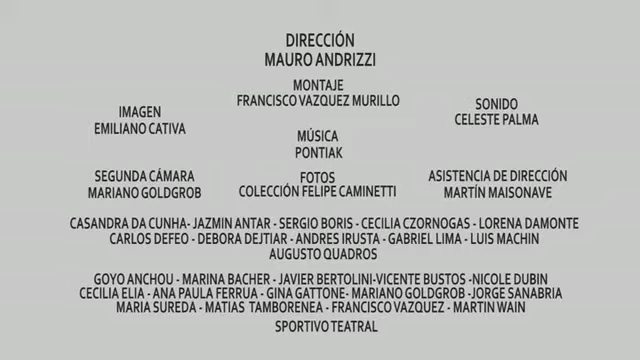 DIRECCIÓN
MAURO ANDRIZZI
MONTAJE
FRANCISCO VAZQUEZ MURILLO
IMAGEN
EMILIANO CATIVA
SONIDO
CELESTE PALMA
MÚSICA
PONTIAK
SEGUNDA CÁMARA
MARIANO GOLDGROB
FOTOS
COLECCIÓN FELIPE CAMINETTI
ASISTENCIA DE DIRECCIÓN
MARTÍN MAISONAVE
CASANDRA DA CUNHA- JAZMIN ANTAR - SERGIO BORIS - CECILIA CZORNOGAS - LORENA DAMONTE
CARLOS DEFEO - DEBORA DEJTIAR - ANDRES IRUSTA - GABRIEL LIMA - LUIS MACHIN
AUGUSTO QUADROS
GOYO ANCHOU - MARINA BACHER - JAVIER BERTOLINI-VICENTE BUSTOS -NICOLE DUBIN
CECILIA ELIA - ANA PAULA FERRUA - GINA GATTONE- MARIANO GOLDGROB -JORGE SANABRIA
MARIA SUREDA - MATIAS TAMBORENEA - FRANCISCO VAZQUEZ - MARTIN WAIN
SPORTIVO TEATRAL